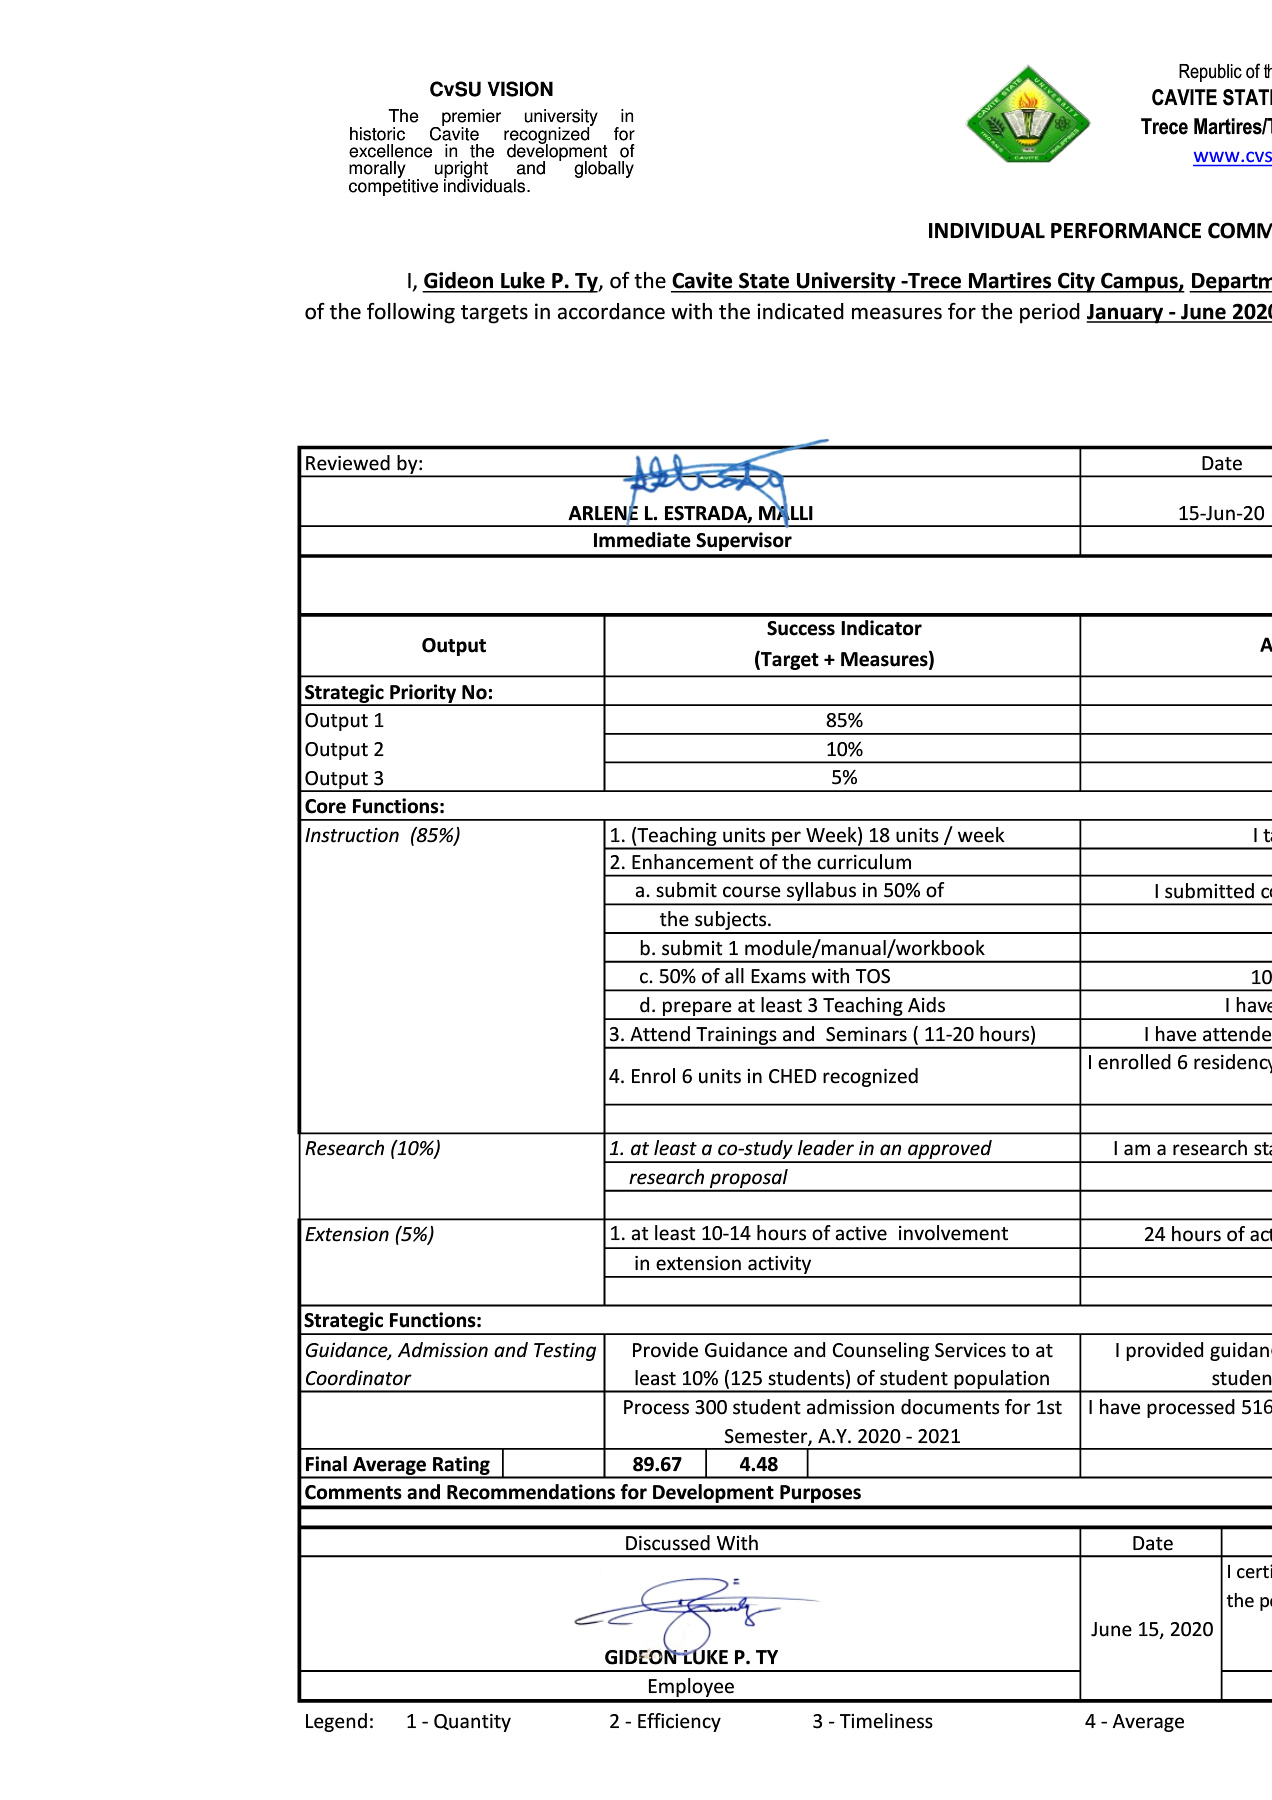 CvSU VISION
The premier university in
historic Cavite recognized for
excellence in the development of
morally upright and globally
competitive individuals.
CAVITE STATE UNIVERSITY
Republic of
CAVITE STATE
Trece Martires/
www.cvs
INDIVIDUAL PERFORMANCE COMM
I, Gideon Luke P. Ty, of the Cavite State University -Trece Martires City Campus, Departm
of the following targets in accordance with the indicated measures for the period January - June 2020
Reviewed by: Date
ARLENE L. ESTRADA, MALLI 15-Jun-20
Immediate Supervisor
Success Indicator
Output A
(Target + Measures)
Strategic Priority No:
Output 1 85%
Output 2 10%
Output 3 5%
Core Functions:
Instruction (85%) 1. (Teaching units per Week) 18 units / week I ta
2. Enhancement of the curriculum
a. submit course syllabus in 50% of I submitted co
the subjects.
b. submit 1 module/manual/workbook
c. 50% of all Exams with TOS 10
d. prepare at least 3 Teaching Aids I have
3. Attend Trainings and Seminars ( 11-20 hours) I have attende
I enrolled 6 residency
4. Enrol 6 units in CHED recognized
Research (10%) 1. at least a co-study leader in an approved I am a research sta
research proposal
Extension (5%) 1. at least 10-14 hours of active involvement 24 hours of act
in extension activity
Strategic Functions:
Guidance, Admission and Testing Provide Guidance and Counseling Services to at I provided guidan
Coordinator least 10% (125 students) of student population studen
Process 300 student admission documents for 1st I have processed 516
Semester, A.Y. 2020 - 2021
Final Average Rating 89.67 4.48
Comments and Recommendations for Development Purposes
Discussed With Date
I certi
the pe
June 15, 2020
GIDEON LUKE P. TY
Employee
Legend: 1 - Quantity 2 - Efficiency 3 - Timeliness 4 - Average